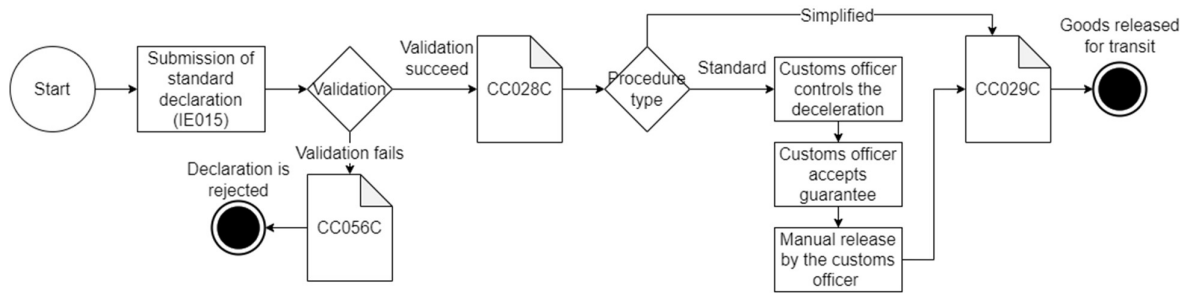 Start
Submission of
standard
declaration
(IE015)
Validation
Validation
succeed
CC028C
Procedure
type
Simplified
Standard
Customs officer
controls the
deceleration
Customs officer
accepts
guarantee
Manual release
by the customs
officer
CC029C
Goods released
for transit
Validation fails
CC056C
Declaration is
rejected